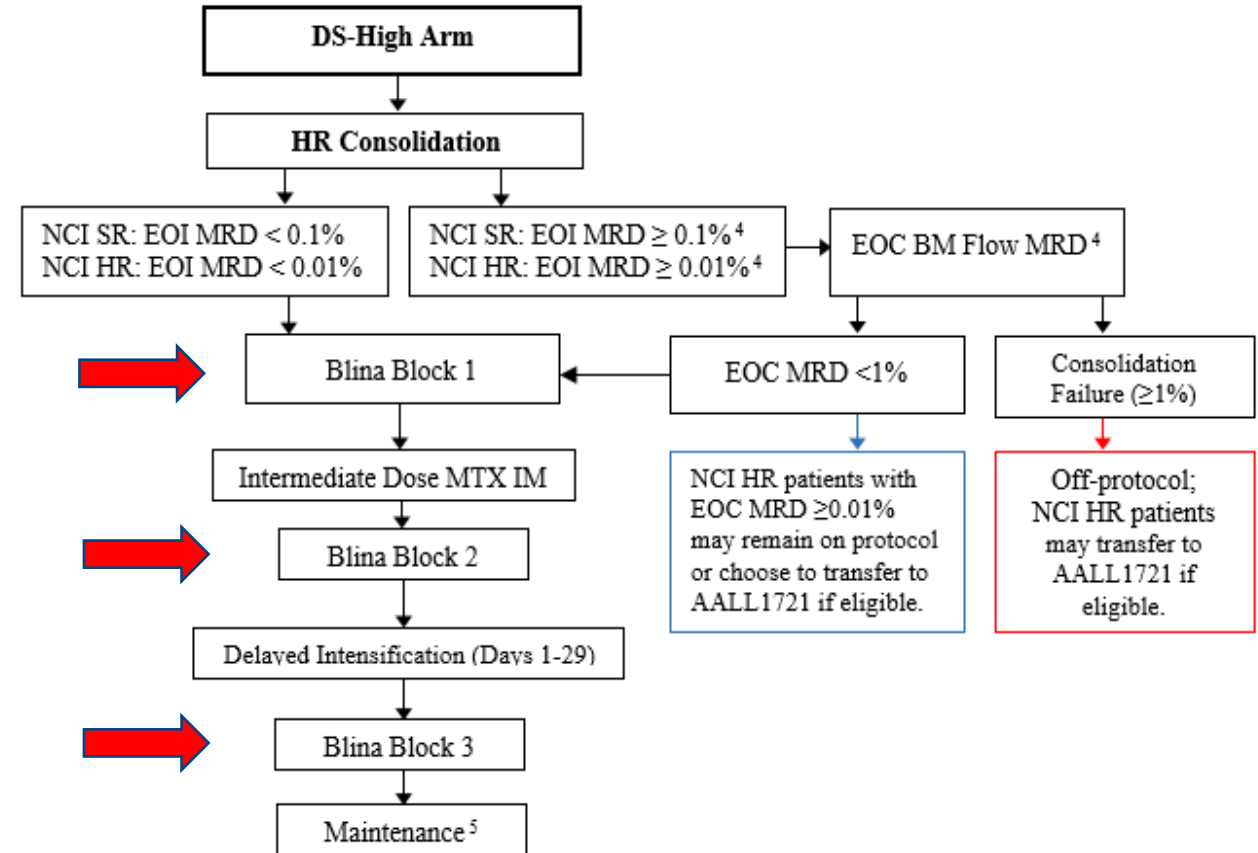 DS-High Arm
HR Consolidation
NCI SR: EOI MRD < 0.1%
NCI HR: EOI MRD < 0.01%
NCI SR: EOI MRD ≥ 0.1% ⁴
NCI HR: EOI MRD ≥ 0.01% ⁴
EOC BM Flow MRD ⁴
Blina Block 1
EOC MRD <1%
Consolidation
Failure (≥1%)
Intermediate Dose MTX IM
NCI HR patients with
EOC MRD ≥0.01%
may remain on protocol
or choose to transfer to
AALL1721 if eligible.
Off-protocol;
NCI HR patients
may transfer to
AALL1721 if
eligible.
Blina Block 2
Delayed Intensification (Days 1-29)
Blina Block 3
Maintenance ⁵